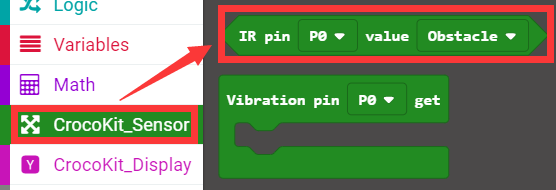 Logic
Variables
Math
CrocoKit_Sensor
Y CrocoKit_Display
IR pin P0 value Obstacle
Vibration pin P0 get